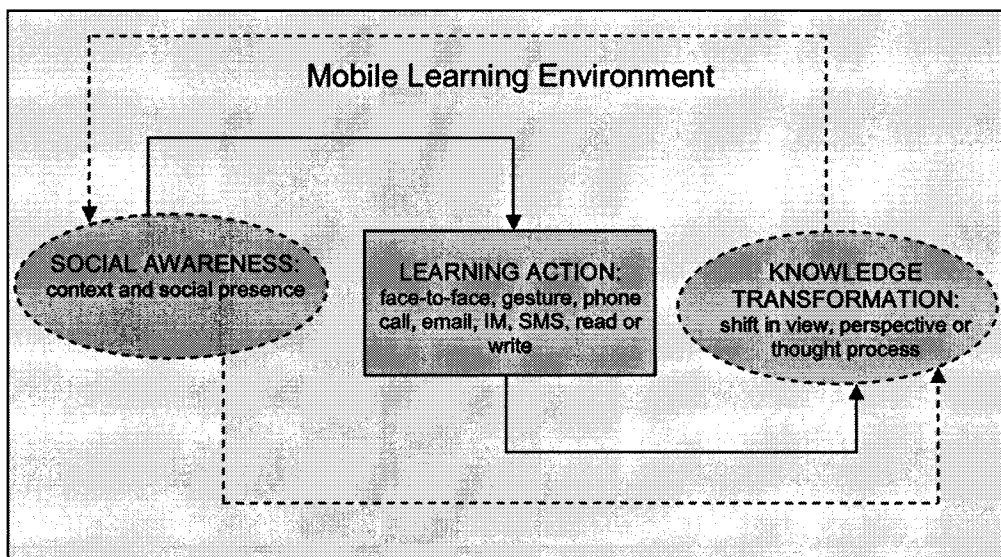 Mobile Learning Environment
SOCIAL AWARENESS:
context and social presence
LEARNING ACTION:
face-to-face, gesture, phone
call, email, IM, SMS, read or
write
KNOWLEDGE
TRANSFORMATION:
shift in view, perspective or
thought process